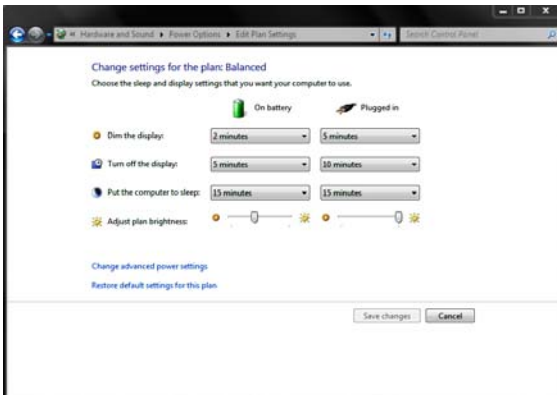 « Hardware and Sound ▸ Power Options ▸ Edit Plan Settings
Search Control Panel
Change settings for the plan: Balanced
Choose the sleep and display settings that you want your computer to use.
On battery Plugged in
Dim the display: 2 minutes 5 minutes
Turn off the display: 5 minutes 10 minutes
Put the computer to sleep: 15 minutes 15 minutes
Adjust plan brightness:
Change advanced power settings
Restore default settings for this plan
Save changes Cancel